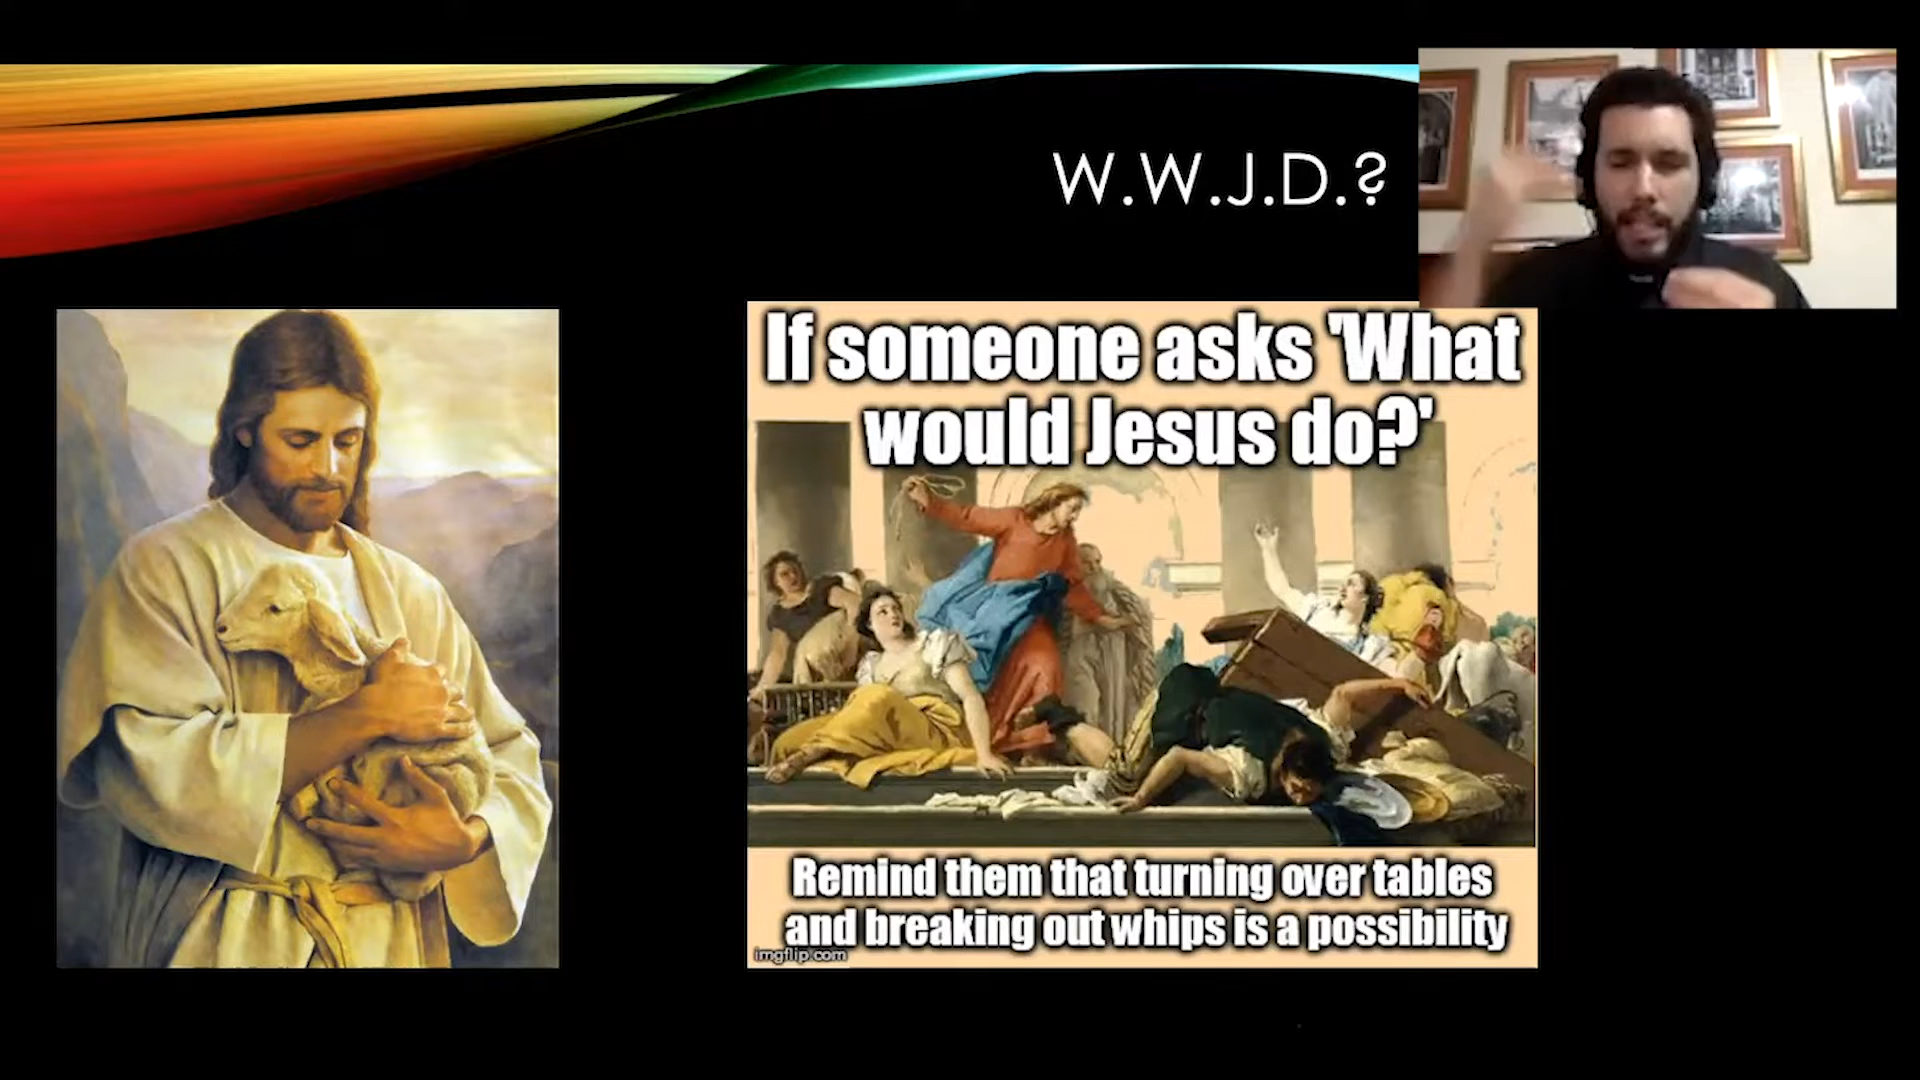 W.W.J.D.?
If someone asks 'What
would Jesus do?'
Remind them that turning over tables
and breaking out whips is a possibility
imgflip.com